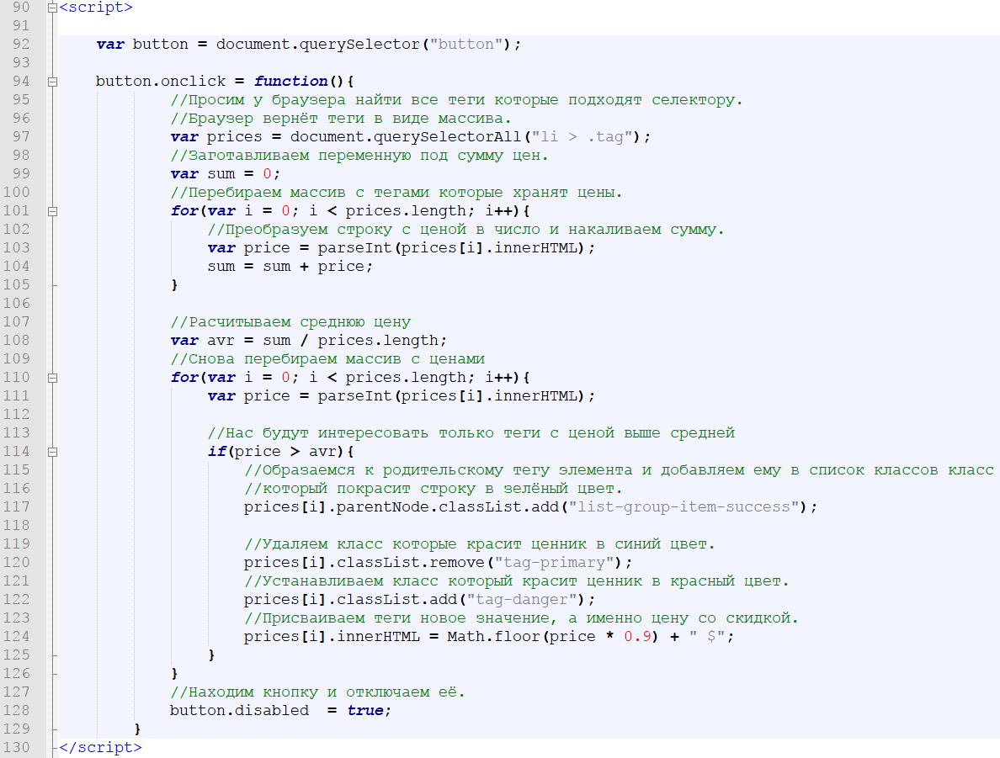 90 <script>
91
92 var button = document.querySelector("button");
93
94 button.onclick = function(){
95 //Просим у браузера найти все теги которые подходят селектору.
96 //Браузер вернёт теги в виде массива.
97 var prices = document.querySelectorAll("li > .tag");
98 //Заготавливаем переменную под сумму цен.
99 var sum = 0;
100 //Перебираем массив с тегами которые хранят цены.
101 for(var i = 0; i < prices.length; i++){
102 //Преобразуем строку с ценой в число и накаливаем сумму.
103 var price = parseInt(prices[i].innerHTML);
104 sum = sum + price;
105 }
106
107 //Расчитываем среднюю цену
108 var avr = sum / prices.length;
109 //Снова перебираем массив с ценами
110 for(var i = 0; i < prices.length; i++){
111 var price = parseInt(prices[i].innerHTML);
112
113 //Нас будут интересовать только теги с ценой выше средней
114 if(price > avr){
115 //Образаемся к родительскому тегу элемента и добавляем ему в список классов класс
116 //который покрасит строку в зелёный цвет.
117 prices[i].parentNode.classList.add("list-group-item-success");
118
119 //Удаляем класс которые красит ценник в синий цвет.
120 prices[i].classList.remove("tag-primary");
121 //Устанавливаем класс который красит ценник в красный цвет.
122 prices[i].classList.add("tag-danger");
123 //Присваиваем теги новое значение, а именно цену со скидкой.
124 prices[i].innerHTML = Math.floor(price * 0.9) + " $";
125 }
126 }
127 //Находим кнопку и отключаем её.
128 button.disabled  = true;
129 }
130 </script>